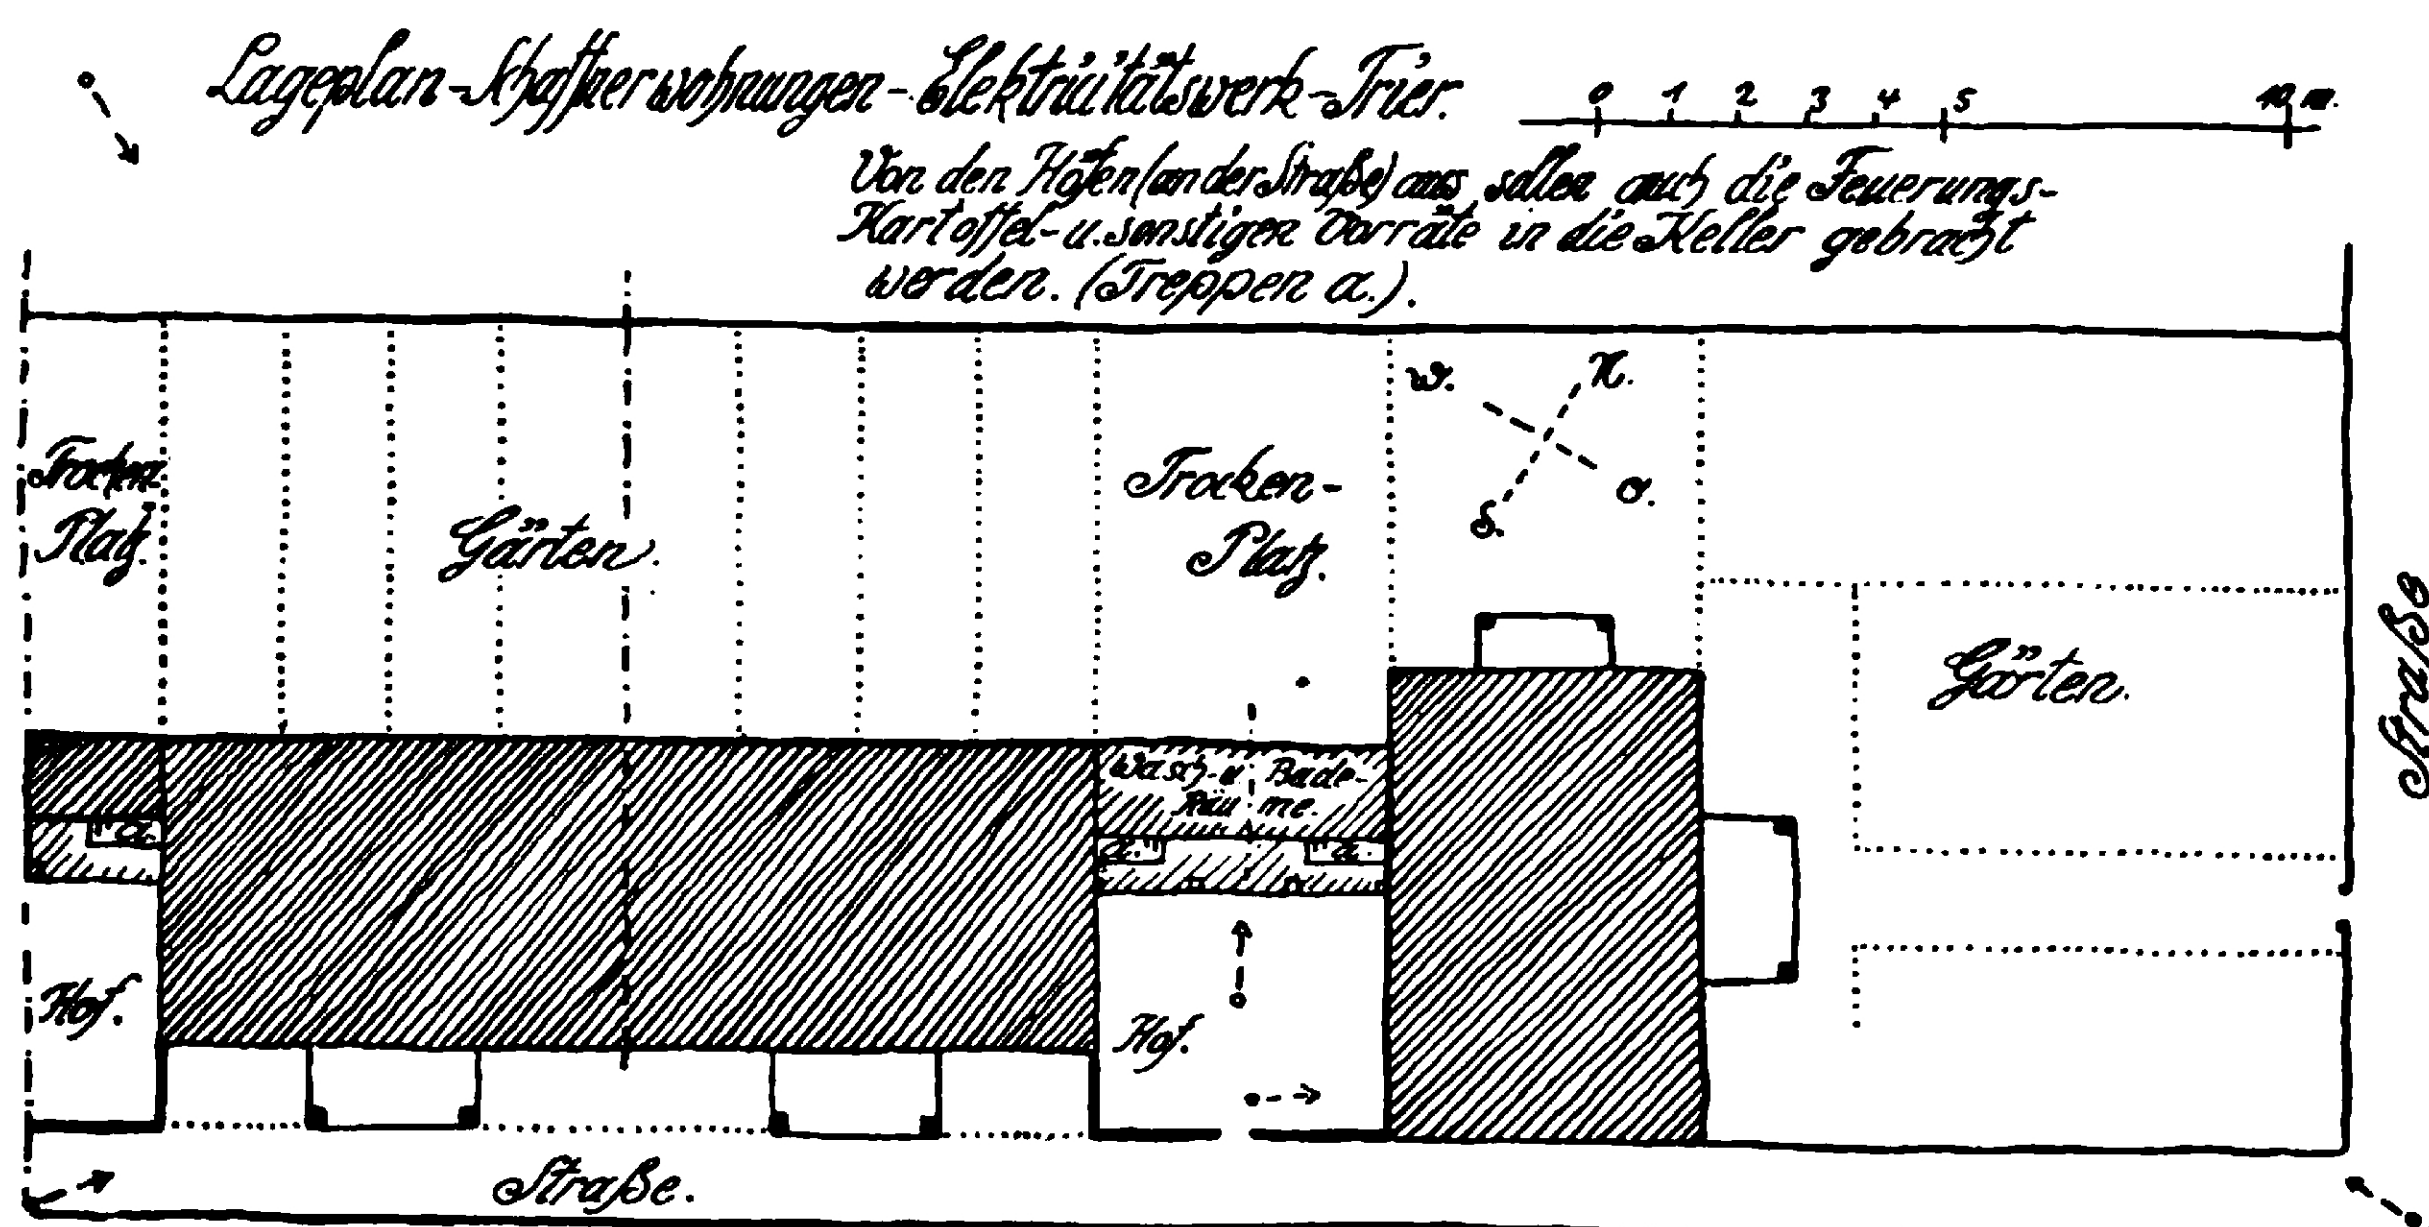 Lageplan-Schaffnerwohnungen-Elektrizitätswerk-Trier.
0 1 2 3 4 5 10 m.
Von den Höfen (an der Straße) aus sollen auch die Feuerungs-
Kartoffel- u. sonstigen Vorräte in die Keller gebracht
werden. (Treppen a.).
W. N.
S. O.
Trocken-
Platz.
Gärten.
Trocken-
Platz.
Gärten.
Straße
Wasch- u. Bade-
Räume.
a.
a.
a.
Hof.
Hof.
Straße.